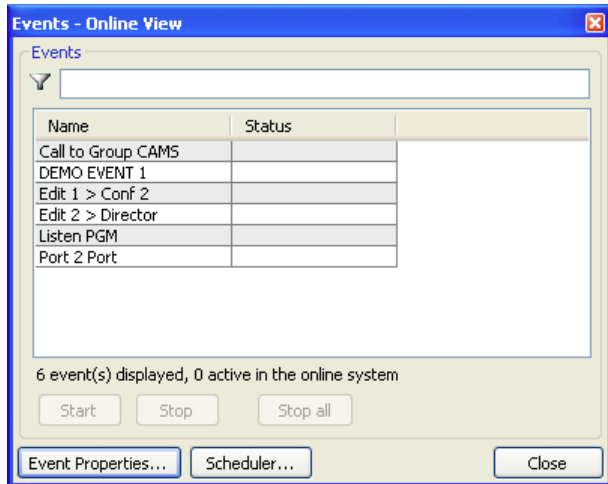 Events - Online View
Events
Name Status
Call to Group CAMS
DEMO EVENT 1
Edit 1 > Conf 2
Edit 2 > Director
Listen PGM
Port 2 Port
6 event(s) displayed, 0 active in the online system
Start Stop Stop all
Event Properties... Scheduler... Close